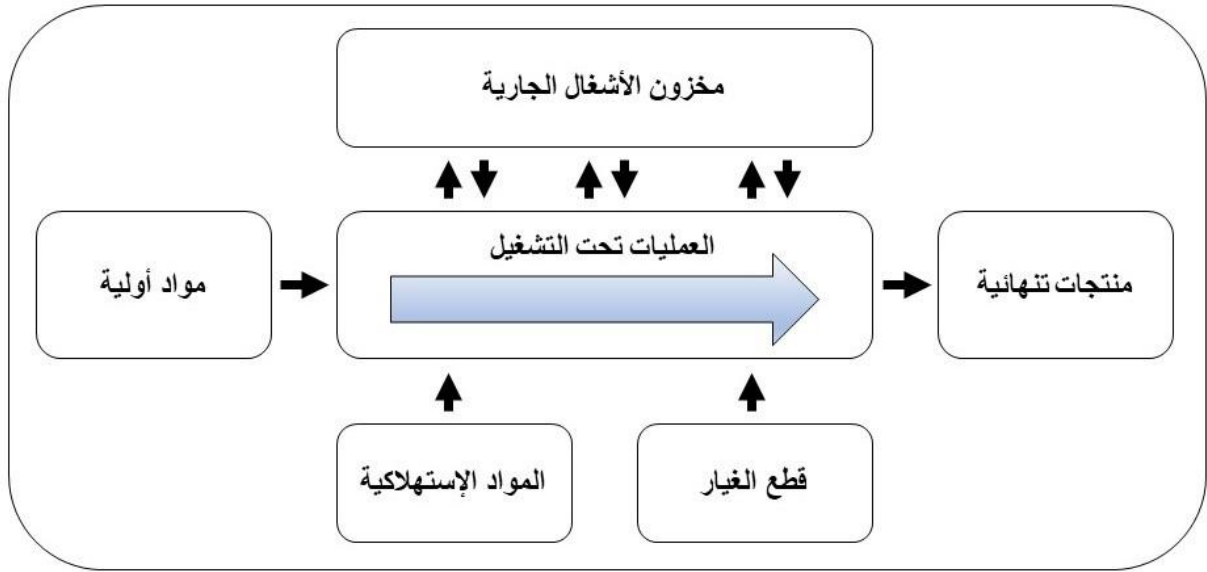 مخزون الأشغال الجارية
العمليات تحت التشغيل
مواد أولية
منتجات تنهائية
المواد الإستهلاكية
قطع الغيار